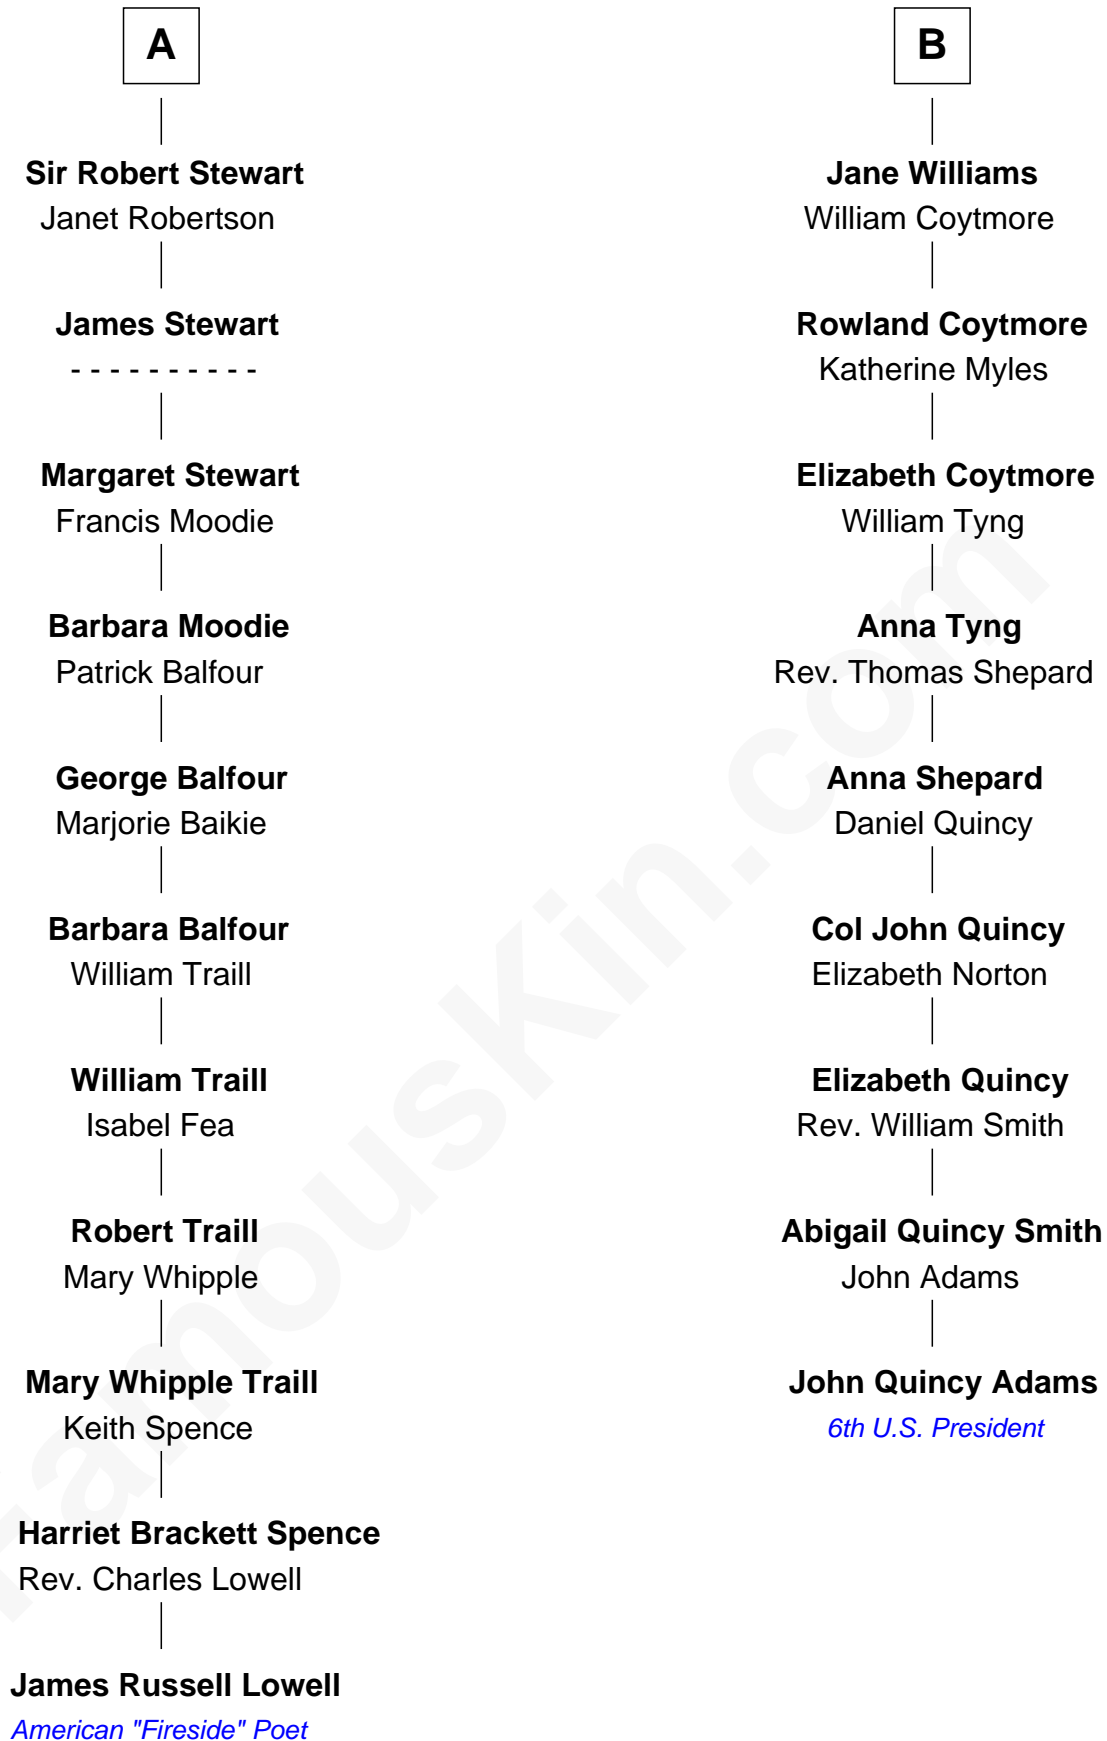 A
Sir Robert Stewart
Janet Robertson
James Stewart
- - - - - - - - - -
Margaret Stewart
Francis Moodie
Barbara Moodie
Patrick Balfour
George Balfour
Marjorie Baikie
Barbara Balfour
William Traill
William Traill
Isabel Fea
Robert Traill
Mary Whipple
Mary Whipple Traill
Keith Spence
Harriet Brackett Spence
Rev. Charles Lowell
James Russell Lowell
American "Fireside" Poet
B
Jane Williams
William Coytmore
Rowland Coytmore
Katherine Myles
Elizabeth Coytmore
William Tyng
Anna Tyng
Rev. Thomas Shepard
Anna Shepard
Daniel Quincy
Col John Quincy
Elizabeth Norton
Elizabeth Quincy
Rev. William Smith
Abigail Quincy Smith
John Adams
John Quincy Adams
6th U.S. President
FamousKin.com